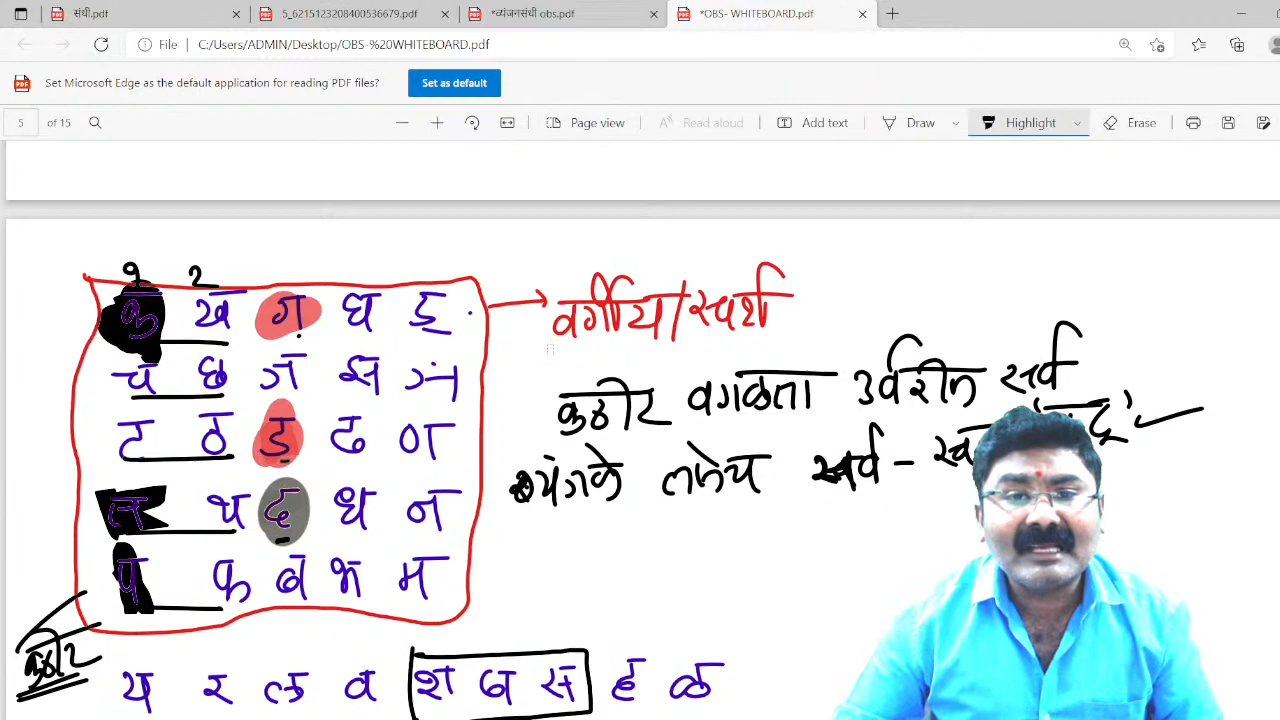 संधी.pdf
5_6215123208400536679.pdf
*व्यंजनसंधी obs.pdf
*OBS- WHITEBOARD.pdf
File
C:/Users/ADMIN/Desktop/OBS-%20WHITEBOARD.pdf
Set Microsoft Edge as the default application for reading PDF files?
Set as default
5 of 15
Page view
Read aloud
Add text
Draw
Highlight
Erase
१ २
क ख ग घ ङ
च छ ज झ ञ
ट ठ ड ढ ण
त थ द ध न
प फ ब भ म
वर्गीय/स्पर्श
कठोर वगळता उर्वरीत सर्व
व्यंजने तसेच सर्व -
कठोर
य र ल व श ष स ह ळ